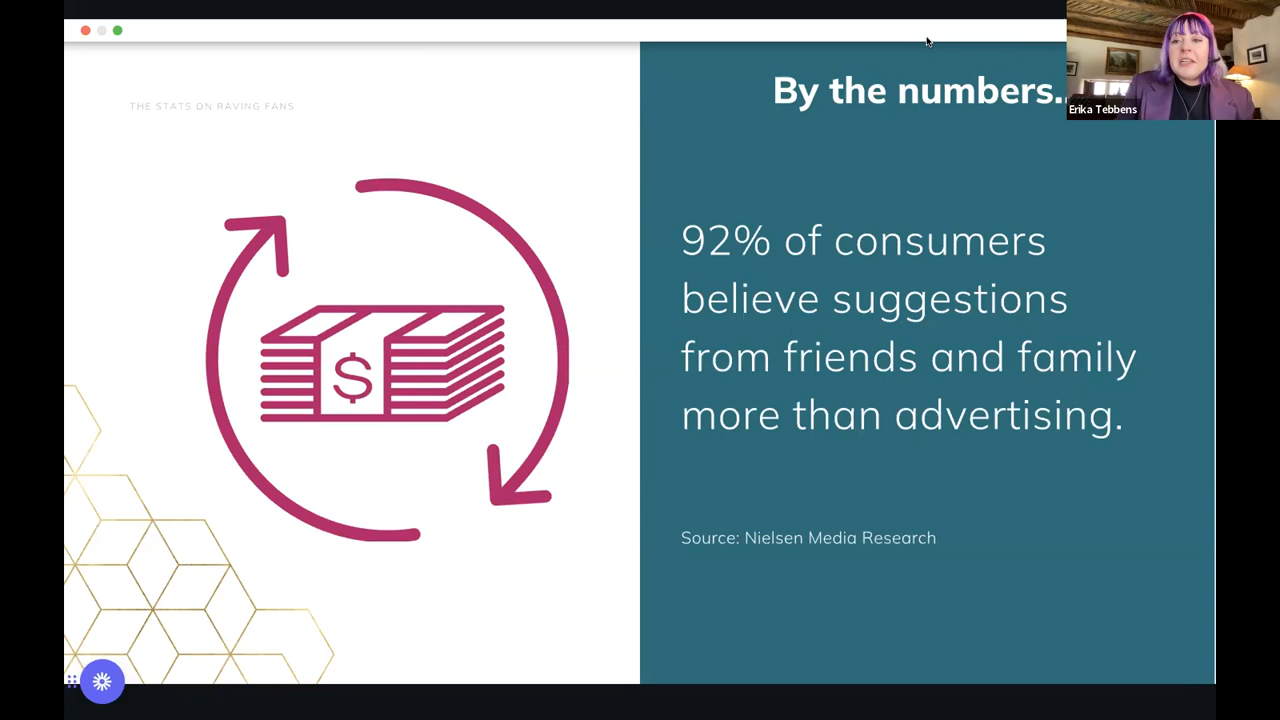 THE STATS ON RAVING FANS
$
By the numbers..
Erika Tebbens
92% of consumers
believe suggestions
from friends and family
more than advertising.
Source: Nielsen Media Research